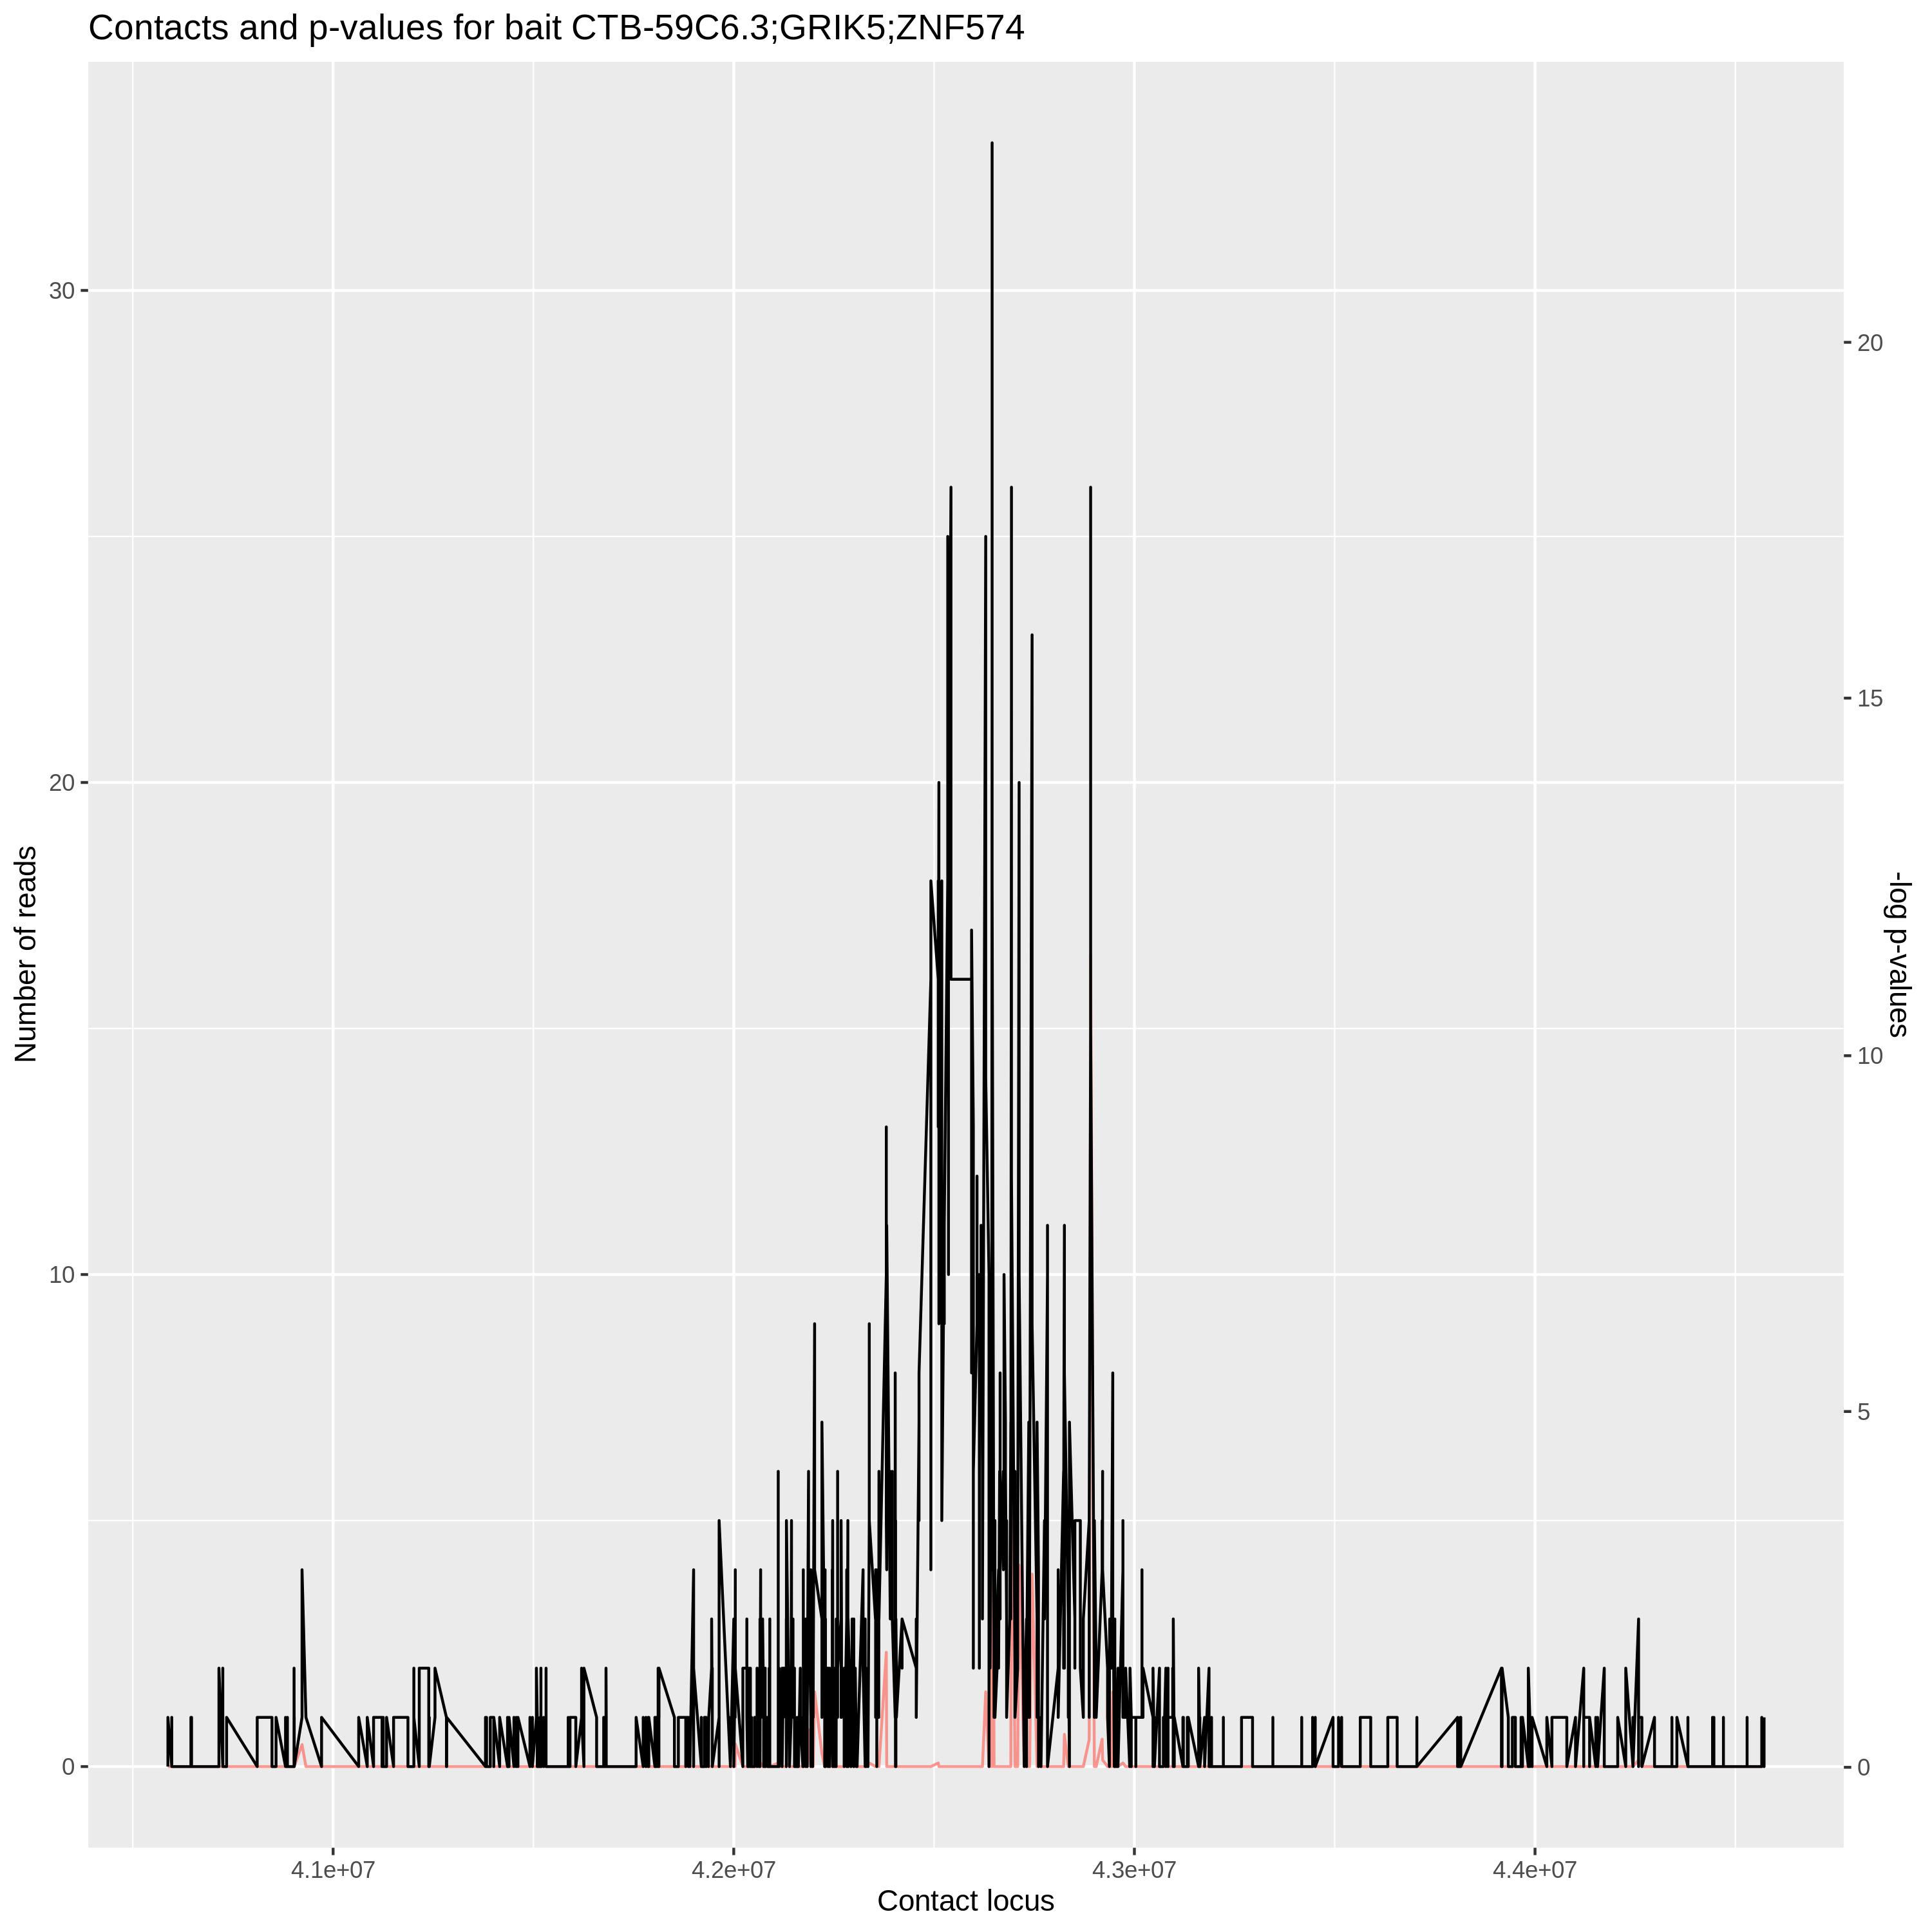 Contacts and p-values for bait CTB-59C6.3;GRIK5;ZNF574
30
20
10
0
Number of reads
20
15
10
5
0
-log p-values
4.1e+07 4.2e+07 4.3e+07 4.4e+07
Contact locus